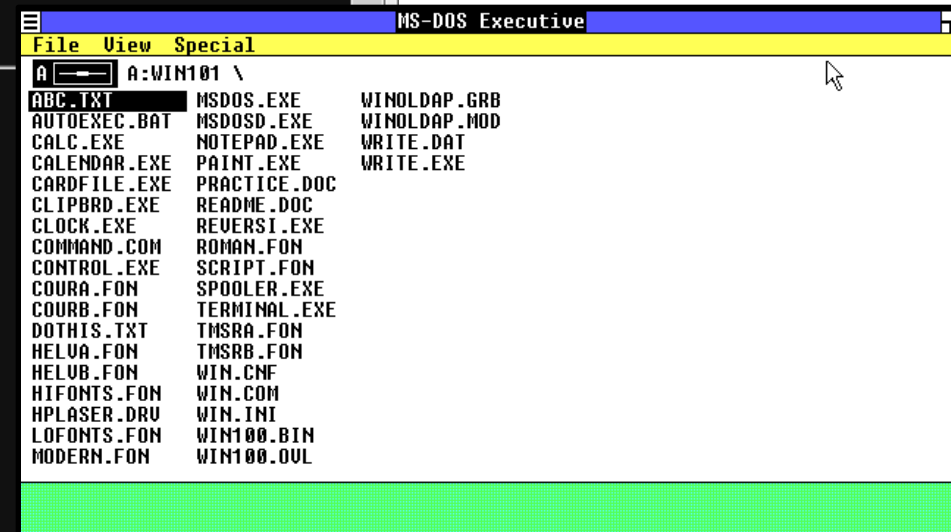 MS-DOS Executive
File View Special
A A:WIN101 \
ABC.TXT MSDOS.EXE WINOLDAP.GRB
AUTOEXEC.BAT MSDOSD.EXE WINOLDAP.MOD
CALC.EXE NOTEPAD.EXE WRITE.DAT
CALENDAR.EXE PAINT.EXE WRITE.EXE
CARDFILE.EXE PRACTICE.DOC
CLIPBRD.EXE README.DOC
CLOCK.EXE REVERSI.EXE
COMMAND.COM ROMAN.FON
CONTROL.EXE SCRIPT.FON
COURA.FON SPOOLER.EXE
COURB.FON TERMINAL.EXE
DOTHIS.TXT TMSRA.FON
HELVA.FON TMSRB.FON
HELVB.FON WIN.CNF
HIFONTS.FON WIN.COM
HPLASER.DRV WIN.INI
LOFONTS.FON WIN100.BIN
MODERN.FON WIN100.OVL